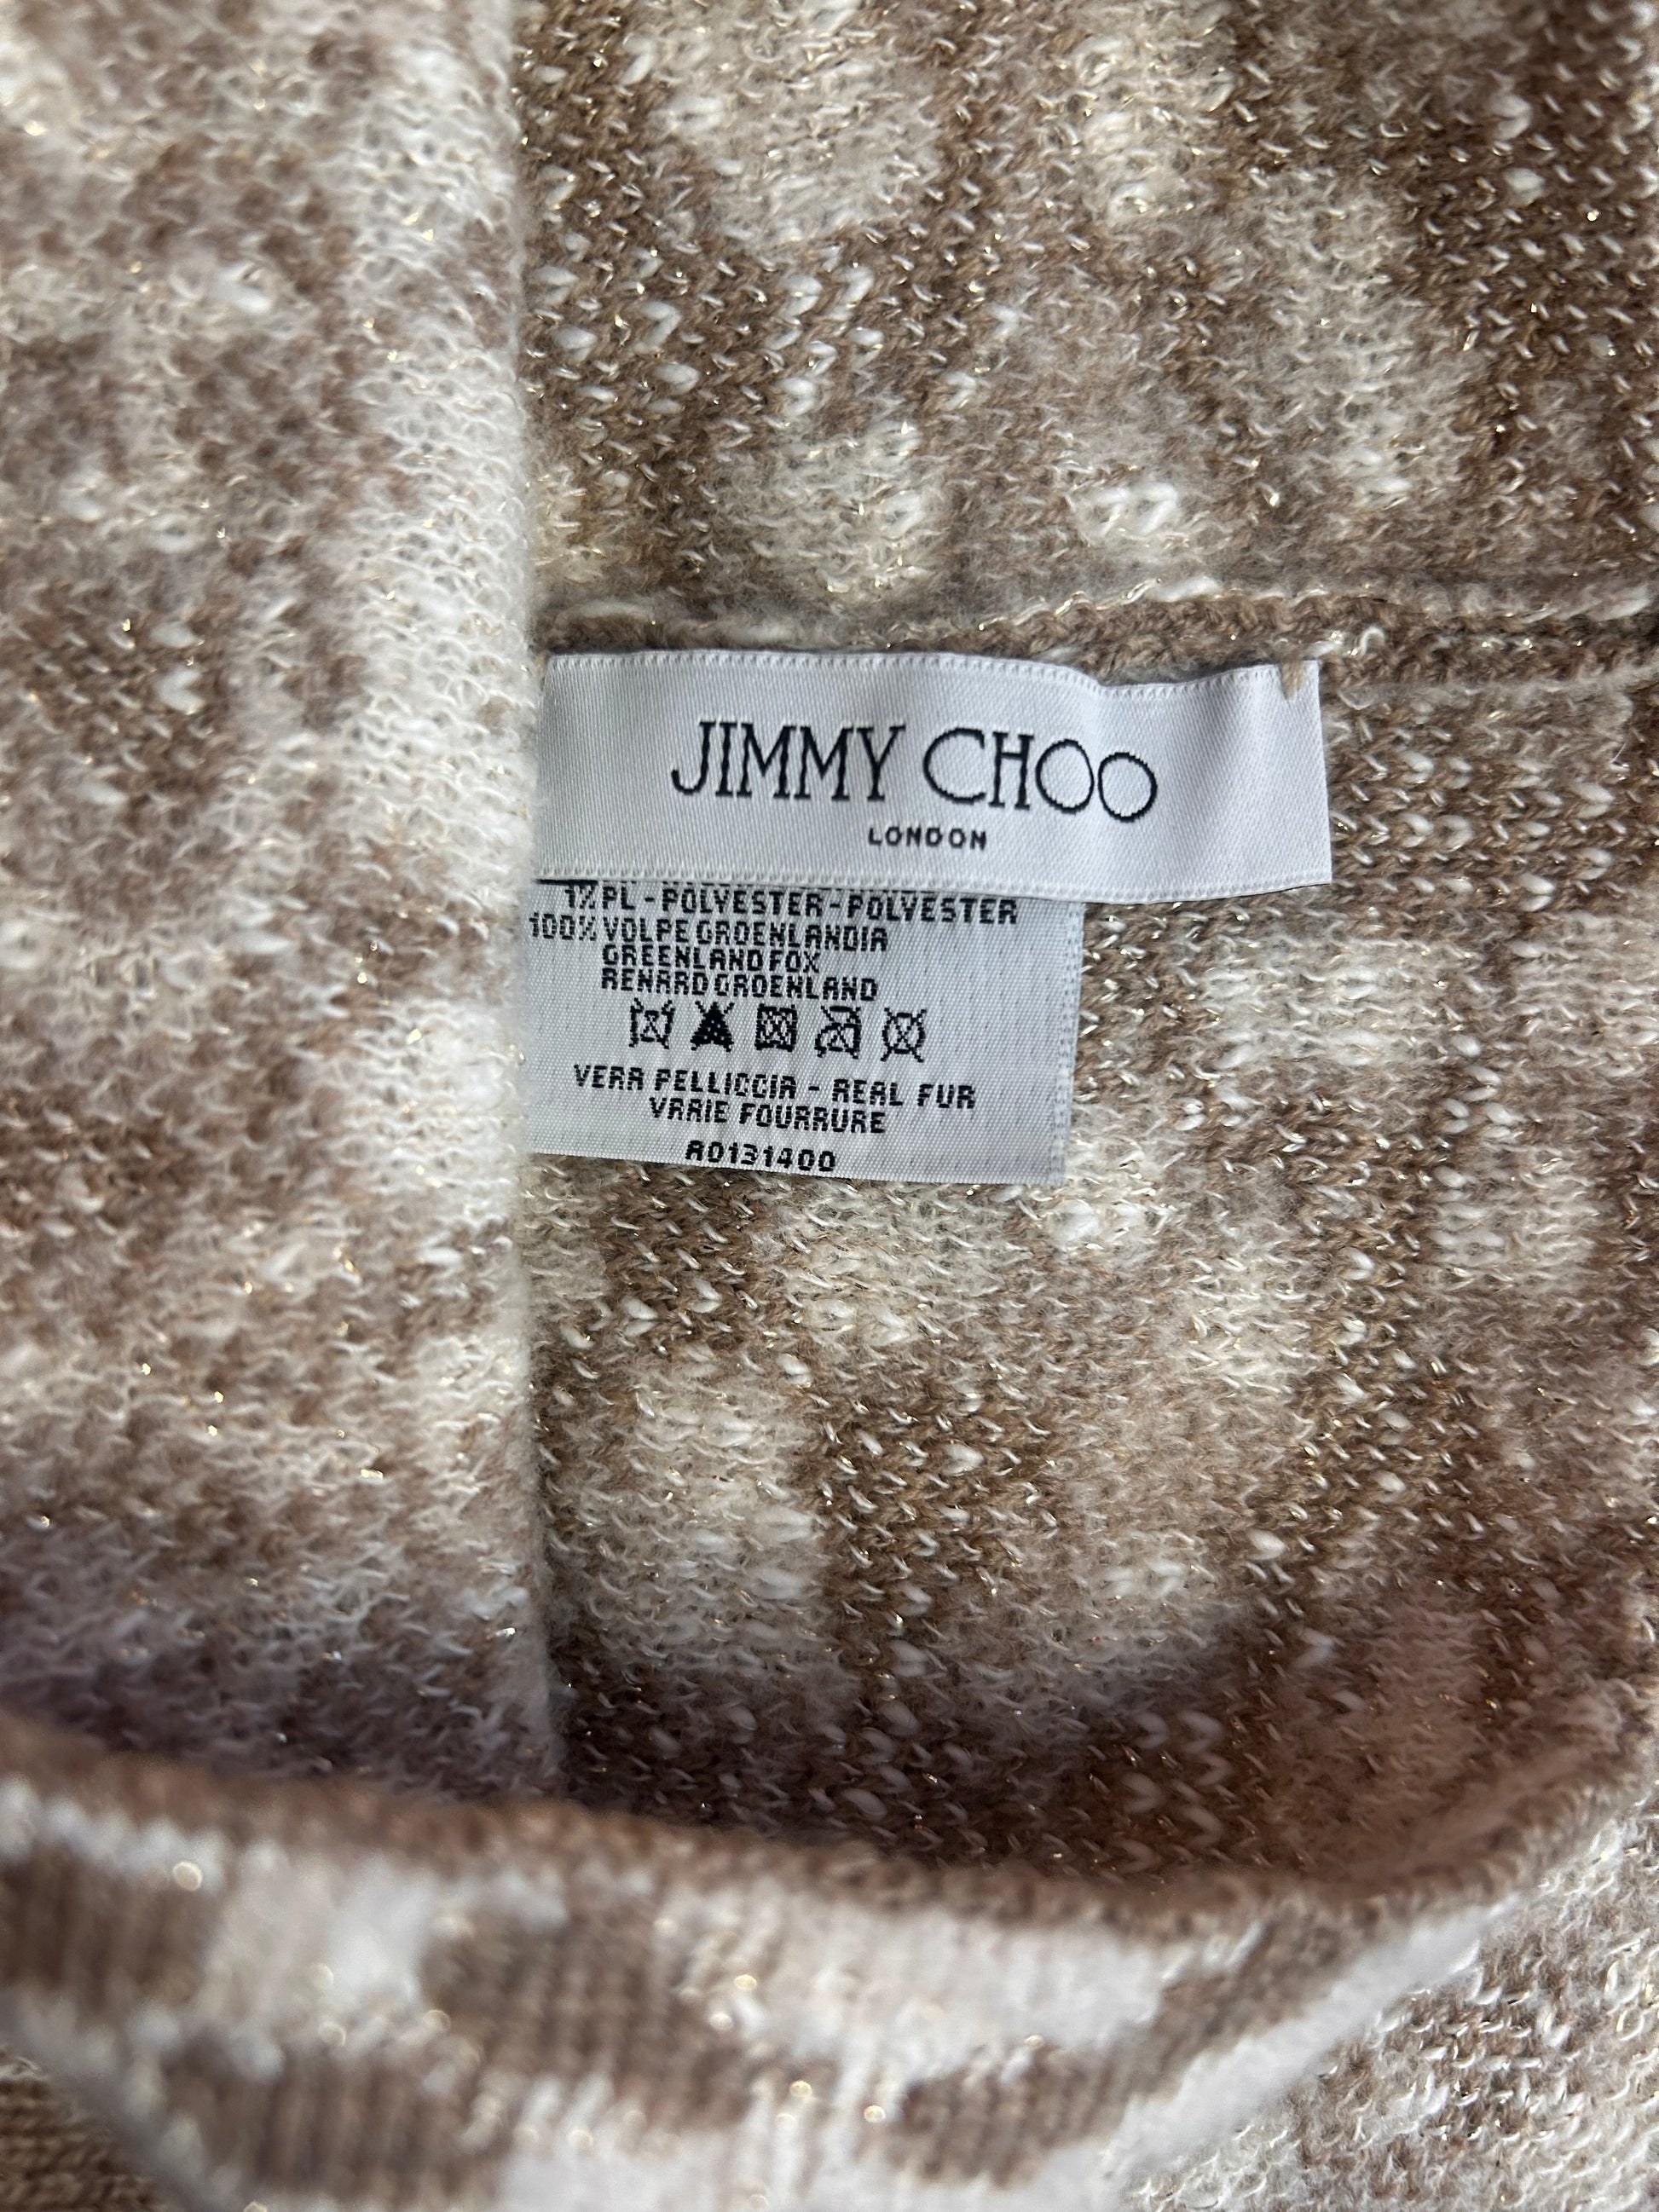 JIMMY CHOO
LONDON
1% PL - POLYESTER - POLYESTER
100% VOLPE GROENLANDIA
GREENLAND FOX
RENARD GROENLAND
VERA PELLICCIA - REAL FUR
VRAIE FOURRURE
A0131400